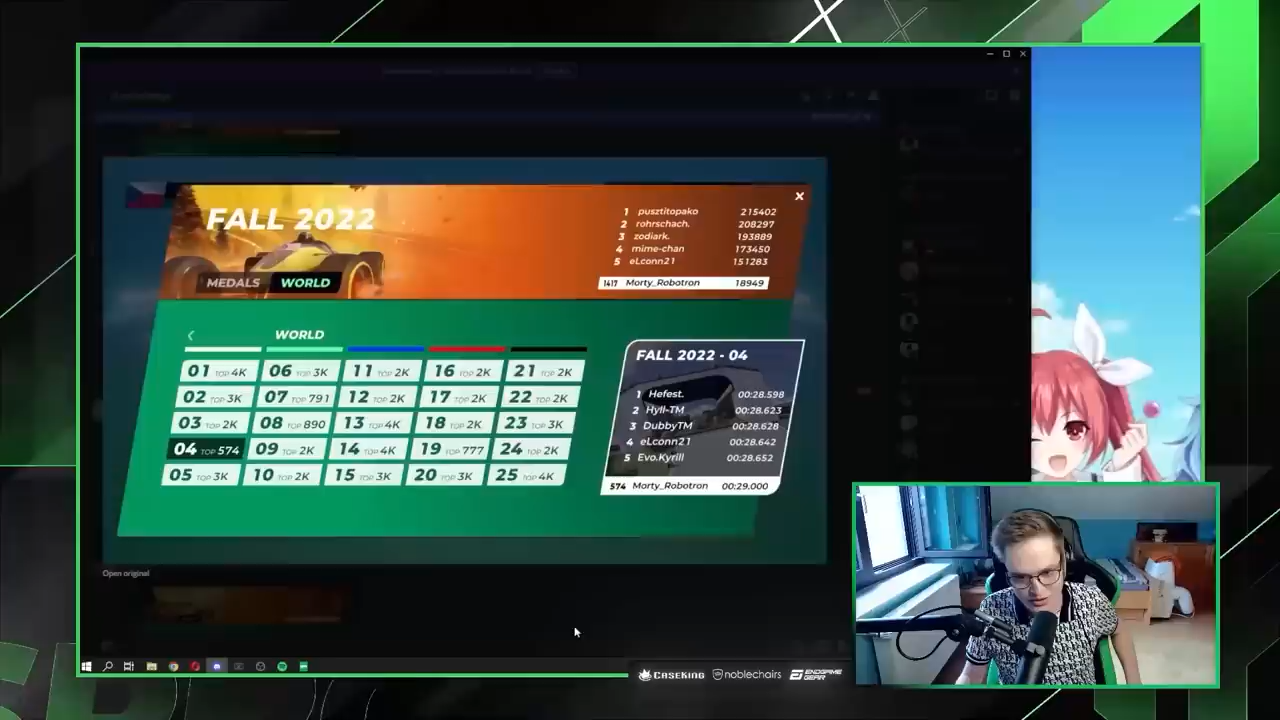 FALL 2022
MEDALS WORLD
1 pusztitopako 215402
2 rohrschach. 208297
3 zodiark. 193889
4 mime-chan 173450
5 eLconn21 151283
1417 Morty_Robotron 18949
WORLD
01 TOP 4K 06 TOP 3K 11 TOP 2K 16 TOP 2K 21 TOP 2K
02 TOP 3K 07 TOP 791 12 TOP 2K 17 TOP 2K 22 TOP 2K
03 TOP 2K 08 TOP 890 13 TOP 4K 18 TOP 2K 23 TOP 3K
04 TOP 574 09 TOP 2K 14 TOP 4K 19 TOP 777 24 TOP 2K
05 TOP 3K 10 TOP 2K 15 TOP 3K 20 TOP 3K 25 TOP 4K
FALL 2022 - 04
1 Hefest. 00:28.598
2 Hyll-TM 00:28.623
3 DubbyTM 00:28.628
4 eLconn21 00:28.642
5 Evo.Kyrill 00:28.652
574 Morty_Robotron 00:29.000
Open original
CASEKING noblechairs ENDGAME GEAR